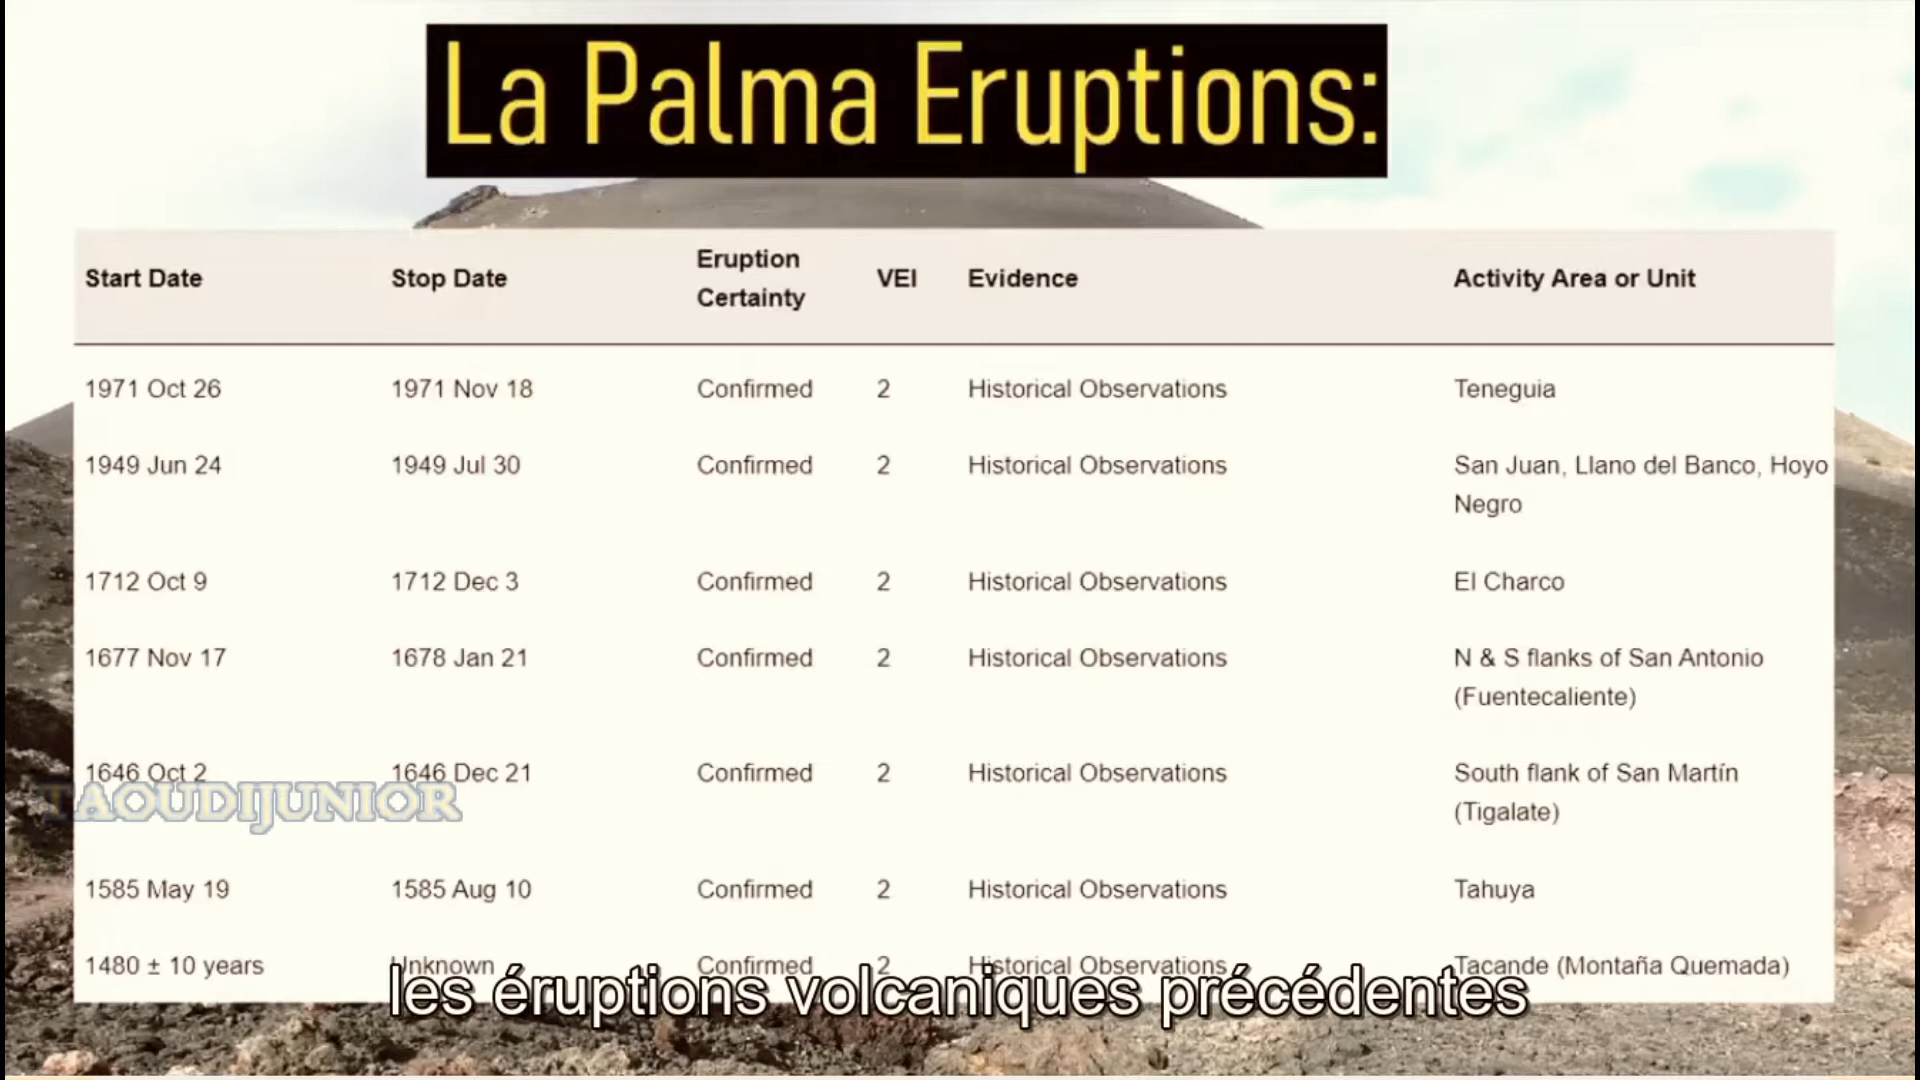 La Palma Eruptions:
Start Date Stop Date Eruption Certainty VEI Evidence Activity Area or Unit
1971 Oct 26 1971 Nov 18 Confirmed 2 Historical Observations Teneguia
1949 Jun 24 1949 Jul 30 Confirmed 2 Historical Observations San Juan, Llano del Banco, Hoyo
Negro
1712 Oct 9 1712 Dec 3 Confirmed 2 Historical Observations El Charco
1677 Nov 17 1678 Jan 21 Confirmed 2 Historical Observations N & S flanks of San Antonio
(Fuentecaliente)
1646 Oct 2 1646 Dec 21 Confirmed 2 Historical Observations South flank of San Martín
(Tigalate)
TAOUDIJUNIOR
1585 May 19 1585 Aug 10 Confirmed 2 Historical Observations Tahuya
1480 ± 10 years Unknown Confirmed 2 Historical Observations Tacande (Montaña Quemada)
les éruptions volcaniques précédentes